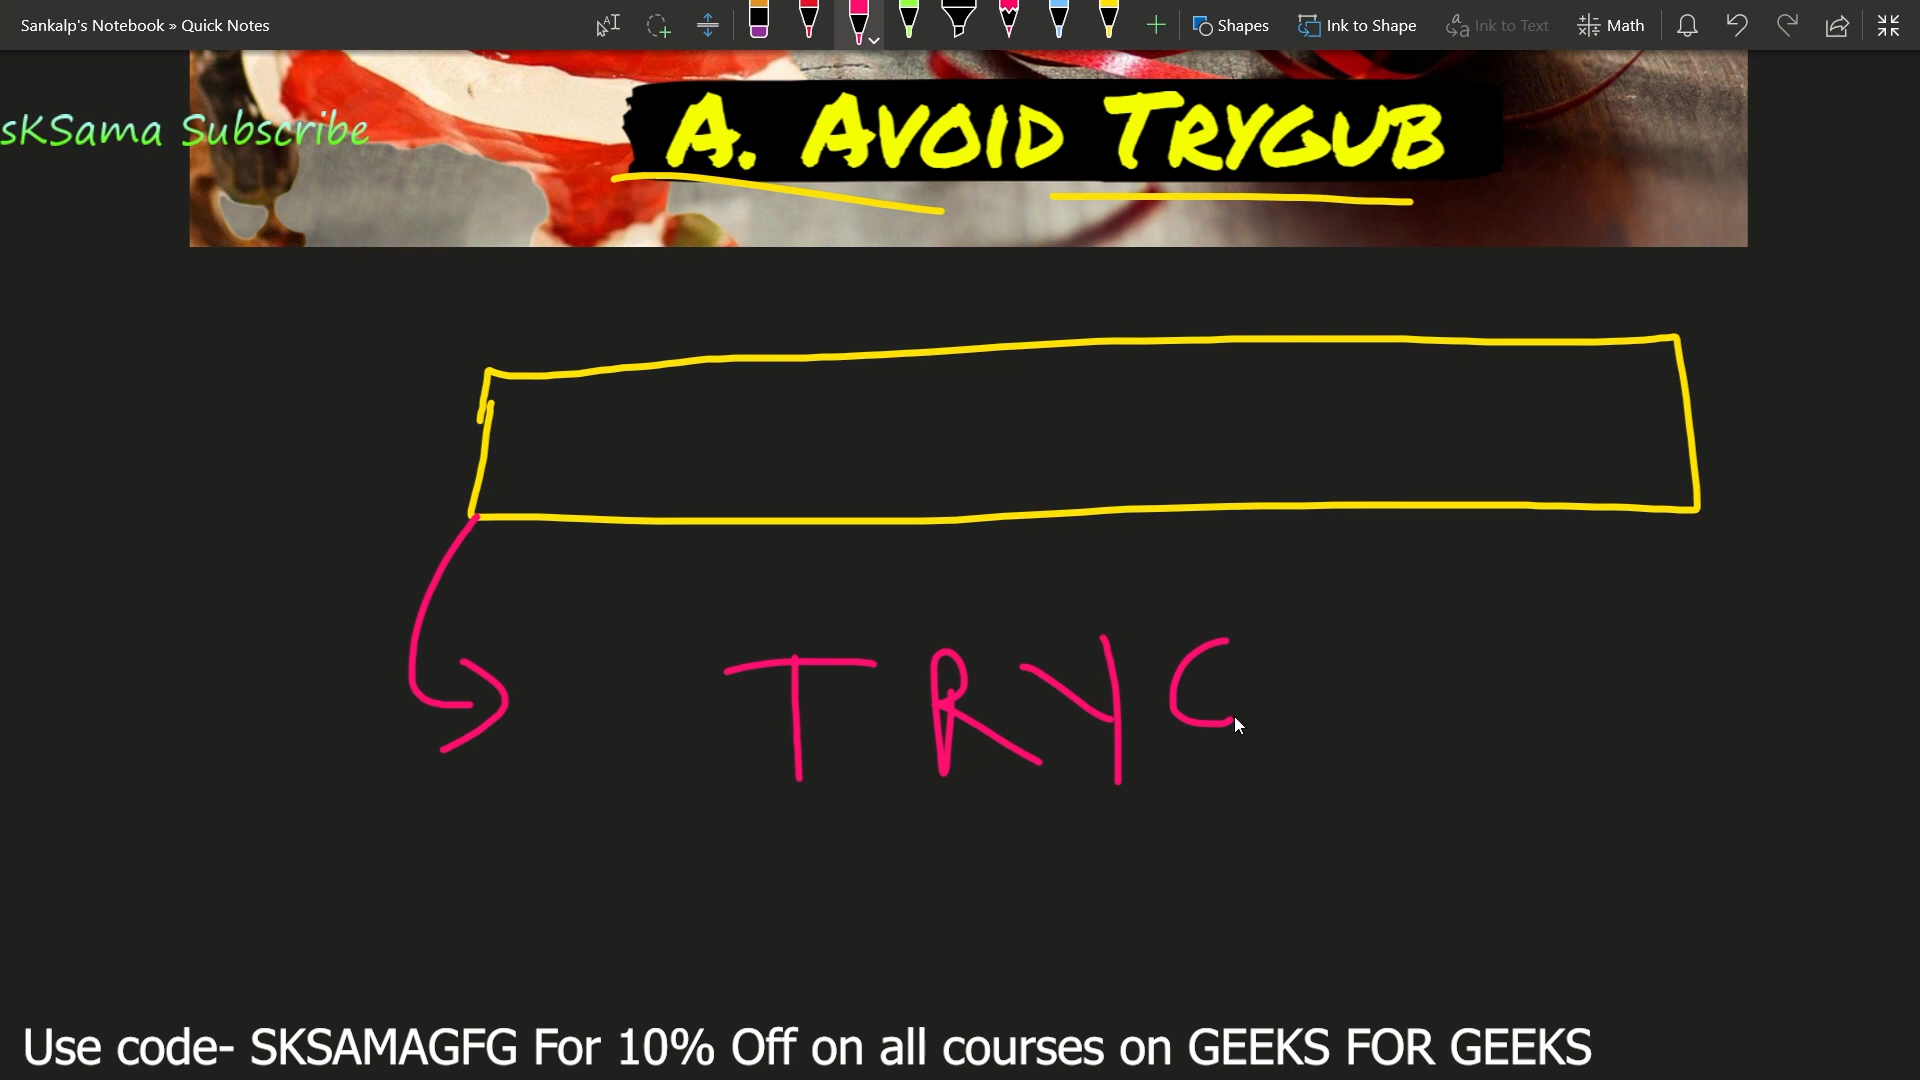 Sankalp's Notebook » Quick Notes
Shapes
Ink to Shape
Ink to Text
Math
sKSama Subscribe
A. AVOID TRYGUB
TRYC
Use code- SKSAMAGFG For 10% Off on all courses on GEEKS FOR GEEKS